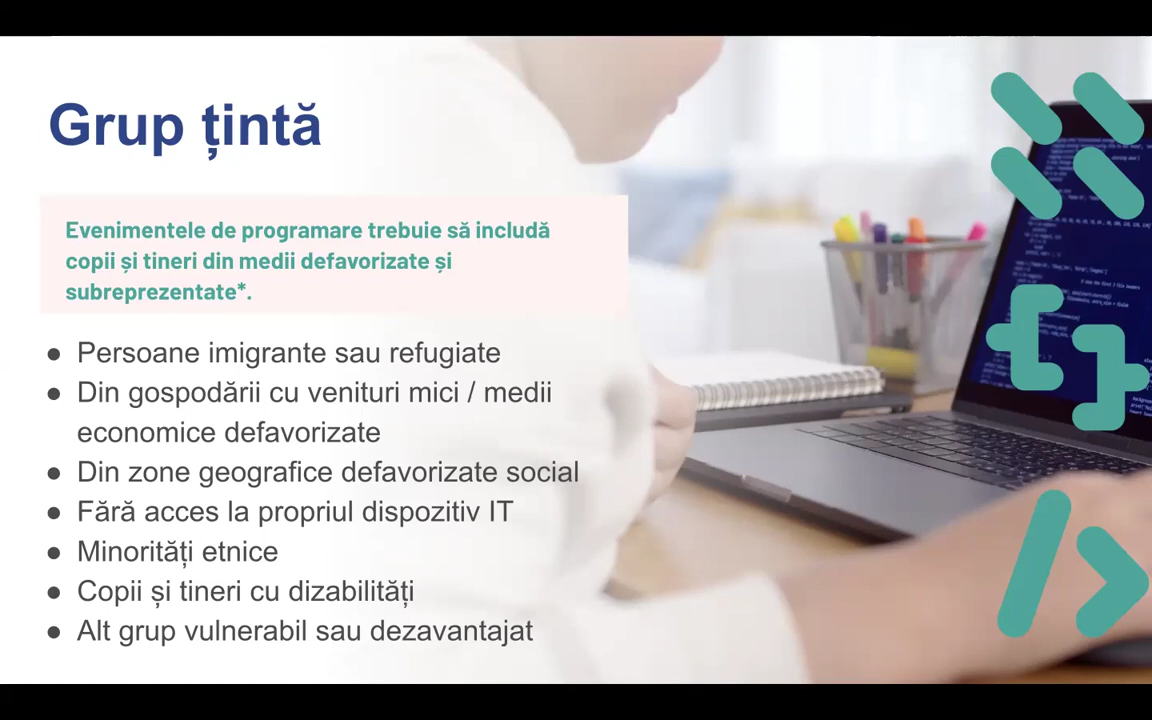 Grup țintă
Evenimentele de programare trebuie să includă
copii și tineri din medii defavorizate și
subreprezentate*.
● Persoane imigrante sau refugiate
● Din gospodării cu venituri mici / medii
economice defavorizate
● Din zone geografice defavorizate social
● Fără acces la propriul dispozitiv IT
● Minorități etnice
● Copii și tineri cu dizabilități
● Alt grup vulnerabil sau dezavantajat